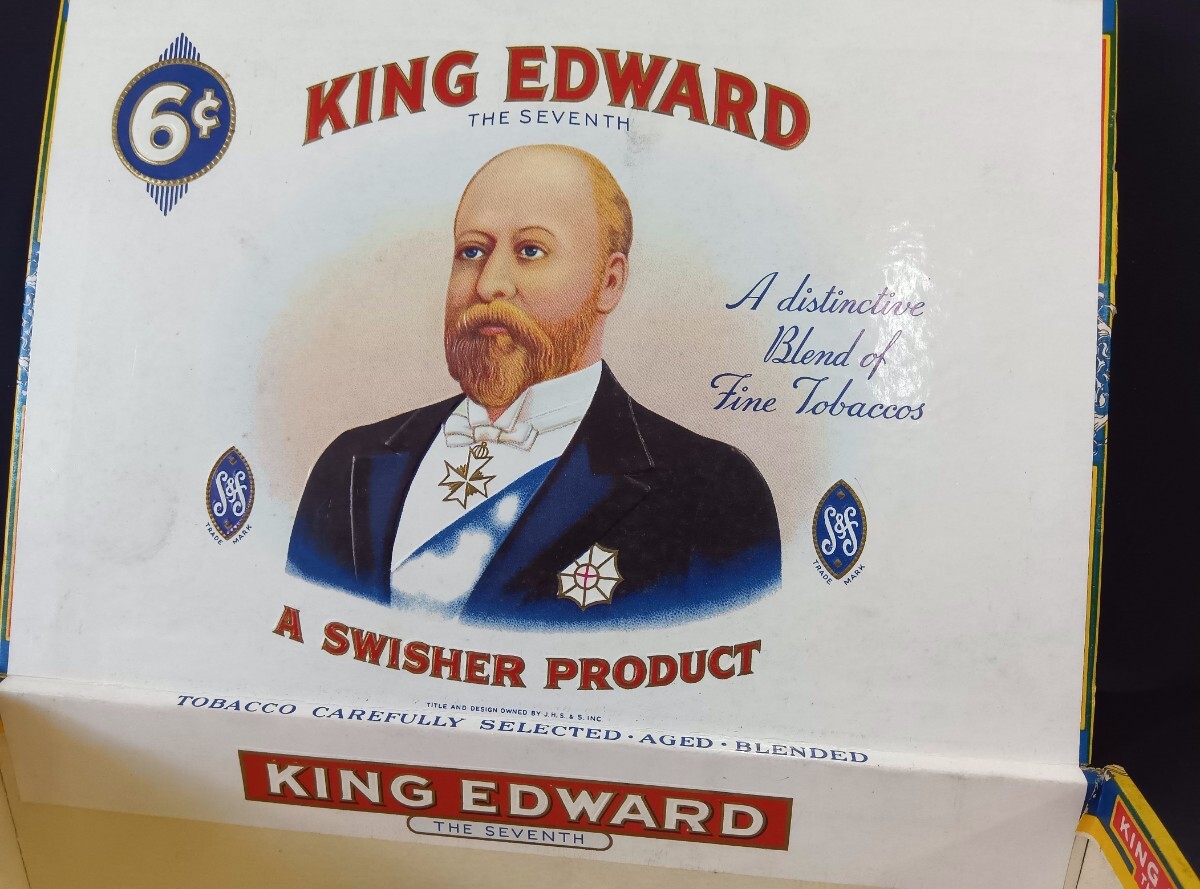 6¢
KING EDWARD
THE SEVENTH
A distinctive
Blend of
Fine Tobaccos
S&S
TRADE MARK
S&S
TRADE MARK
A SWISHER PRODUCT
TITLE AND DESIGN OWNED BY J.H.S. & S. INC
TOBACCO CAREFULLY SELECTED · AGED · BLENDED
KING EDWARD
THE SEVENTH
KING